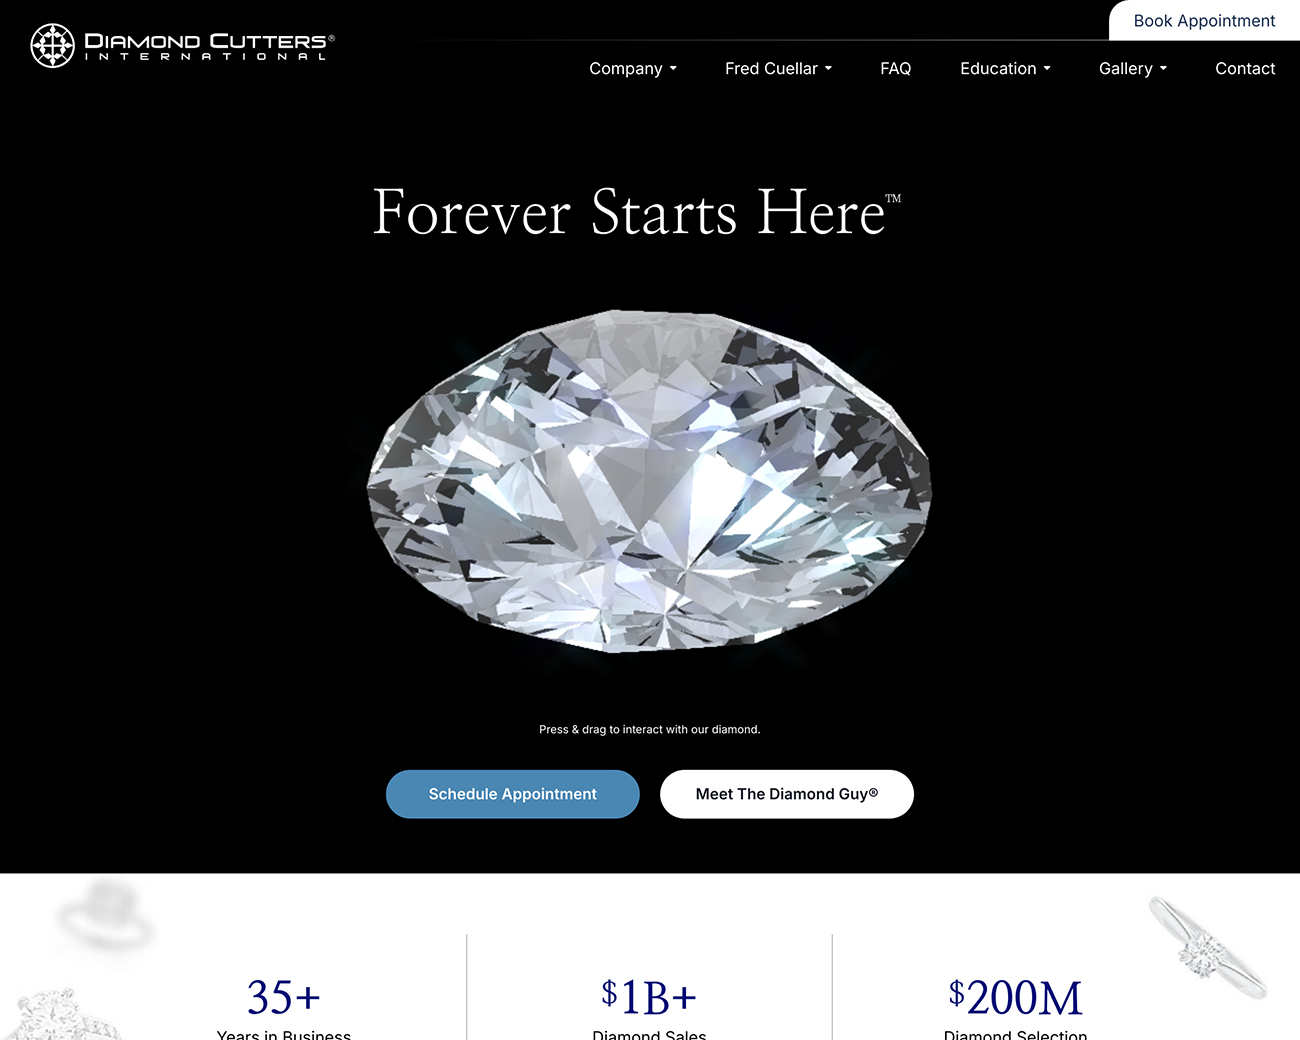 Book Appointment
DIAMOND CUTTERS®
INTERNATIONAL
Company
Fred Cuellar
FAQ
Education
Gallery
Contact
Forever Starts Here™
Press & drag to interact with our diamond.
Schedule Appointment
Meet The Diamond Guy®
35+
$1B+
$200M
Years in Business
Diamond Sales
Diamond Selection